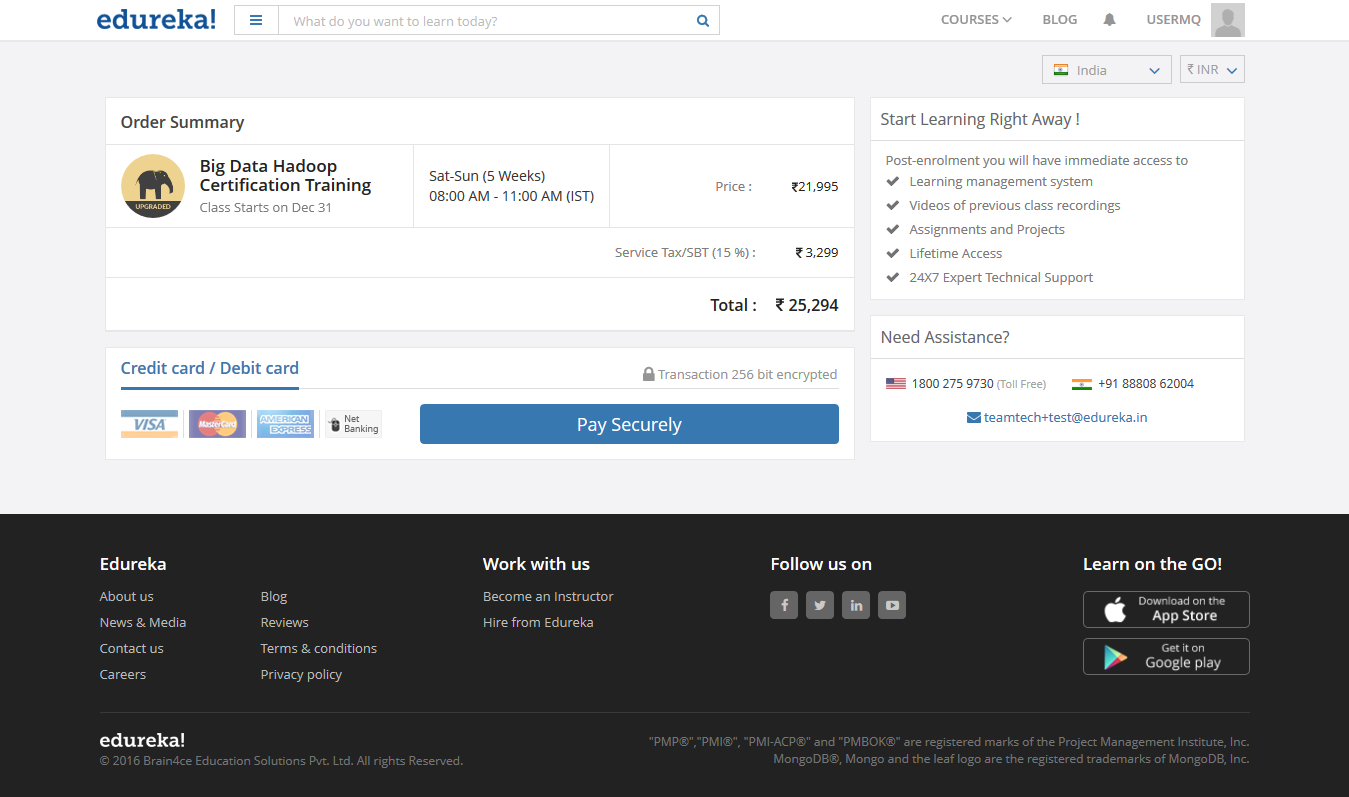 edureka!
What do you want to learn today?
COURSES
BLOG
USERMQ
India
₹ INR
Order Summary
UPGRADED
Big Data Hadoop
Certification Training
Class Starts on Dec 31
Sat-Sun (5 Weeks)
08:00 AM - 11:00 AM (IST)
Price : ₹21,995
Service Tax/SBT (15 %) : ₹ 3,299
Total : ₹ 25,294
Credit card / Debit card
Transaction 256 bit encrypted
VISA
MasterCard
AMERICAN
EXPRESS
Net
Banking
Pay Securely
Start Learning Right Away !
Post-enrolment you will have immediate access to
Learning management system
Videos of previous class recordings
Assignments and Projects
Lifetime Access
24X7 Expert Technical Support
Need Assistance?
1800 275 9730 (Toll Free) +91 88808 62004
teamtech+test@edureka.in
Edureka
About us
News & Media
Contact us
Careers
Blog
Reviews
Terms & conditions
Privacy policy
Work with us
Become an Instructor
Hire from Edureka
Follow us on
f
in
Learn on the GO!
Download on the
App Store
Get it on
Google play
edureka!
© 2016 Brain4ce Education Solutions Pvt. Ltd. All rights Reserved.
"PMP®","PMI®", "PMI-ACP®" and "PMBOK®" are registered marks of the Project Management Institute, Inc.
MongoDB®, Mongo and the leaf logo are the registered trademarks of MongoDB, Inc.